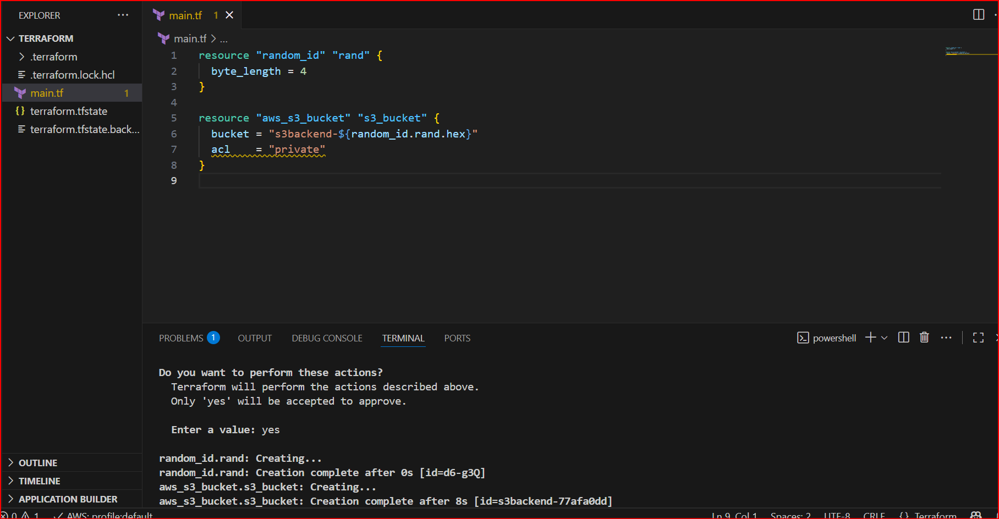 EXPLORER ...
TERRAFORM
.terraform
.terraform.lock.hcl
main.tf 1
{} terraform.tfstate
terraform.tfstate.back...
OUTLINE
TIMELINE
APPLICATION BUILDER
main.tf 1
main.tf > ...
1 resource "random_id" "rand" {
2 byte_length = 4
3 }
4
5 resource "aws_s3_bucket" "s3_bucket" {
6 bucket = "s3backend-${random_id.rand.hex}"
7 acl    = "private"
8 }
9
PROBLEMS 1 OUTPUT DEBUG CONSOLE TERMINAL PORTS
powershell
Do you want to perform these actions?
Terraform will perform the actions described above.
Only 'yes' will be accepted to approve.
Enter a value: yes
random_id.rand: Creating...
random_id.rand: Creation complete after 0s [id=d6-g3Q]
aws_s3_bucket.s3_bucket: Creating...
aws_s3_bucket.s3_bucket: Creation complete after 8s [id=s3backend-77afa0dd]
0 1 AWS: profile:default Ln 9, Col 1 Spaces: 2 UTF-8 CRLF {} Terraform